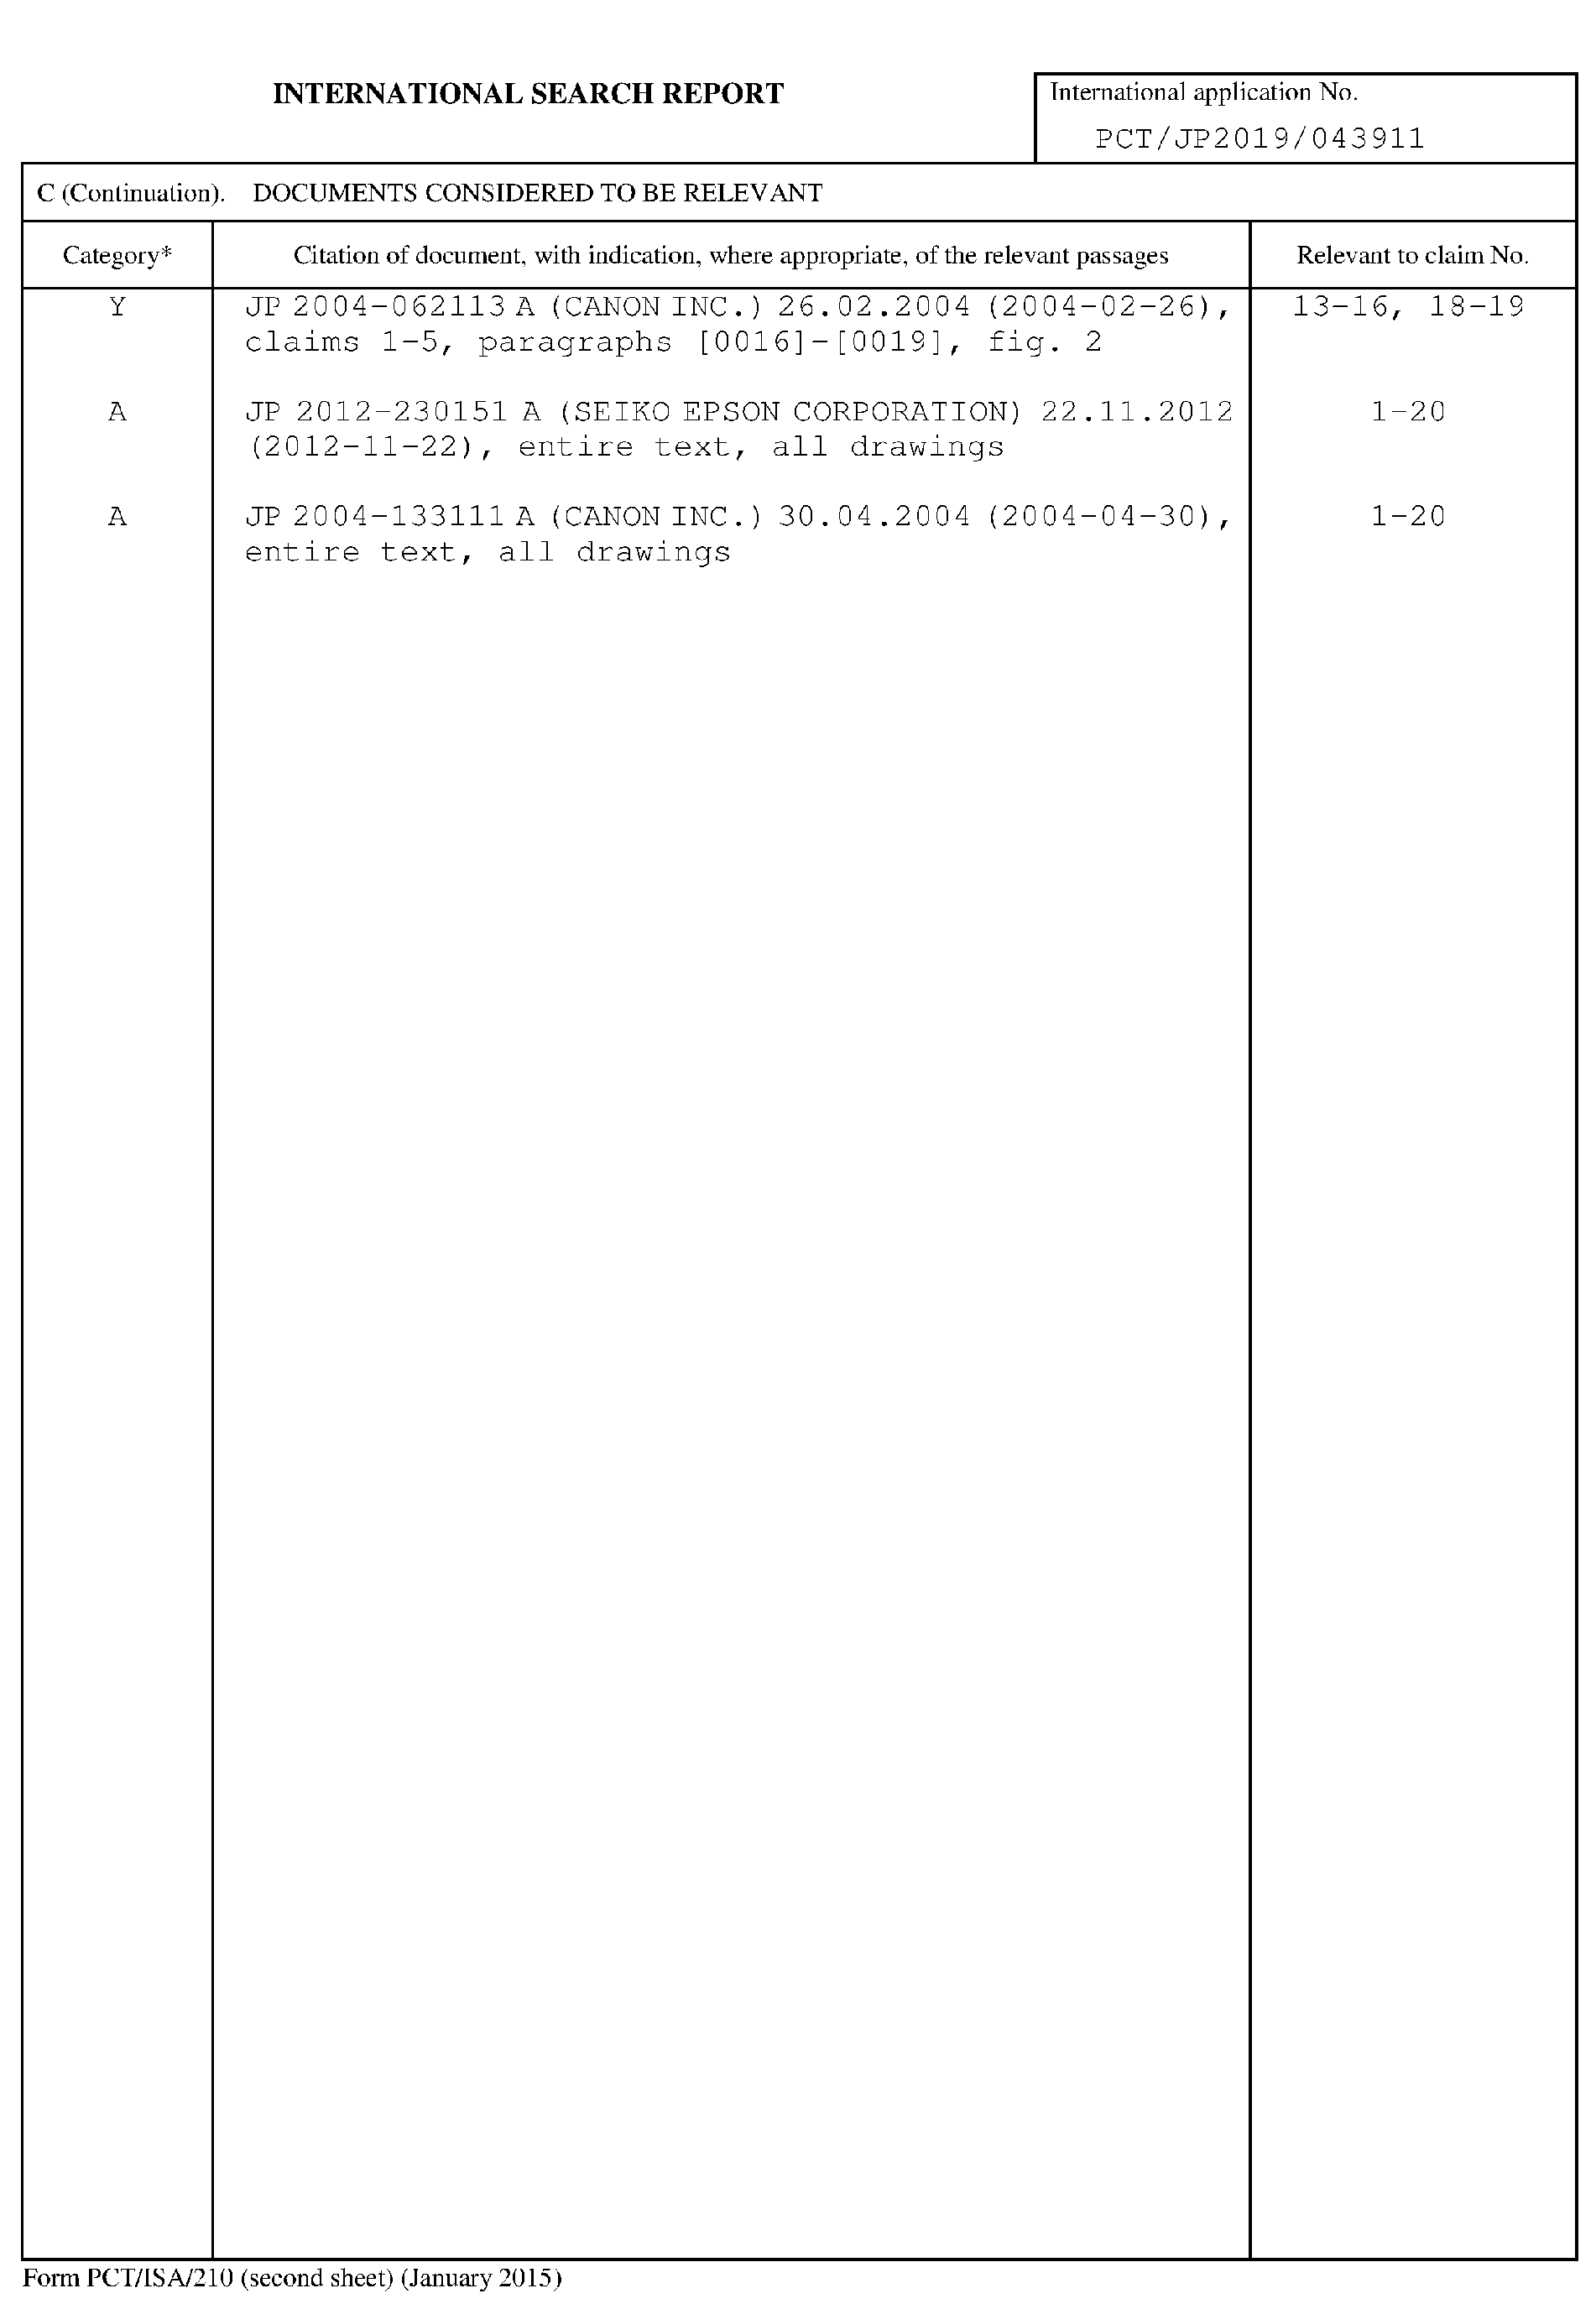 INTERNATIONAL SEARCH REPORT
International application No.
PCT/JP2019/043911
C (Continuation). DOCUMENTS CONSIDERED TO BE RELEVANT
Category* Citation of document, with indication, where appropriate, of the relevant passages Relevant to claim No.
Y JP 2004-062113 A (CANON INC.) 26.02.2004 (2004-02-26), 13-16, 18-19
claims 1-5, paragraphs [0016]-[0019], fig. 2
A JP 2012-230151 A (SEIKO EPSON CORPORATION) 22.11.2012 1-20
(2012-11-22), entire text, all drawings
A JP 2004-133111 A (CANON INC.) 30.04.2004 (2004-04-30), 1-20
entire text, all drawings
Form PCT/ISA/210 (second sheet) (January 2015)